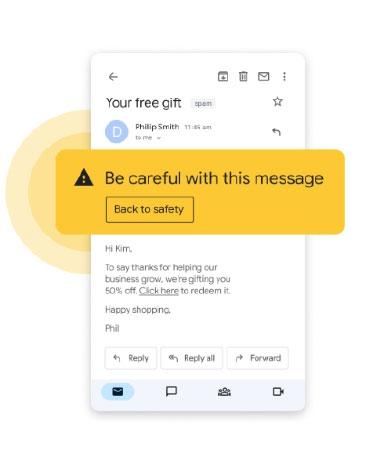 Your free gift spam
D
Philip Smith 11:45 am
to me
Be careful with this message
Back to safety
Hi Kim,
To say thanks for helping our
business grow, we're gifting you
50% off. Click here to redeem it.
Happy shopping,
Phil
Reply Reply all Forward